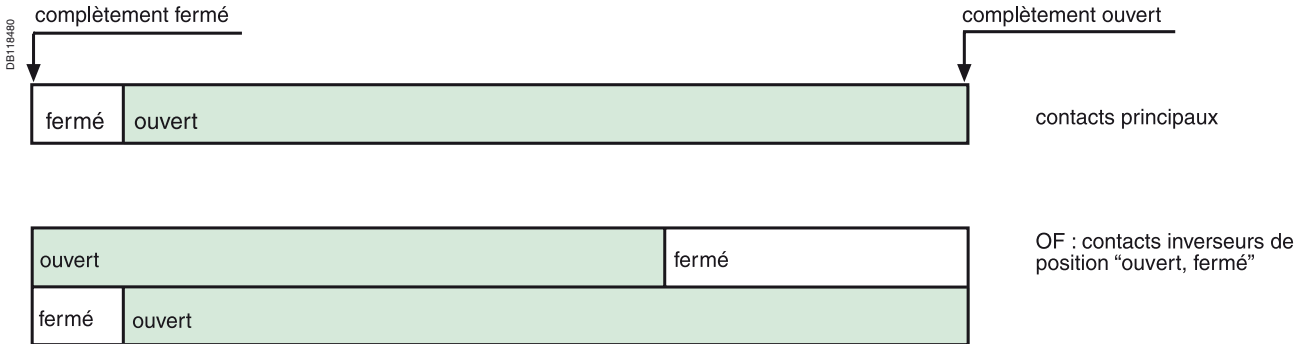 DB118480
complètement fermé
complètement ouvert
fermé
ouvert
contacts principaux
ouvert
fermé
OF : contacts inverseurs de
position “ouvert, fermé”
fermé
ouvert